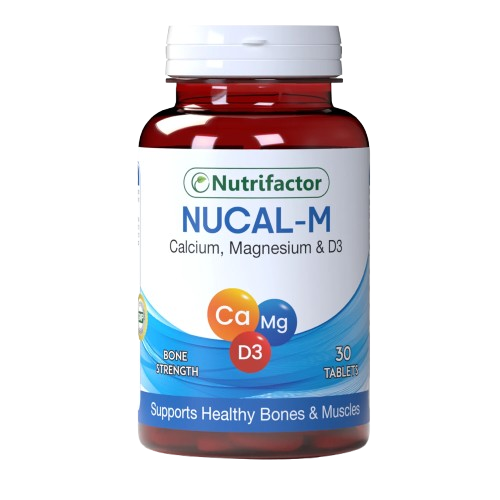 Nutrifactor
NUCAL-M
Calcium, Magnesium & D3
Ca
Mg
D3
BONE
STRENGTH
30
TABLETS
Supports Healthy Bones & Muscles